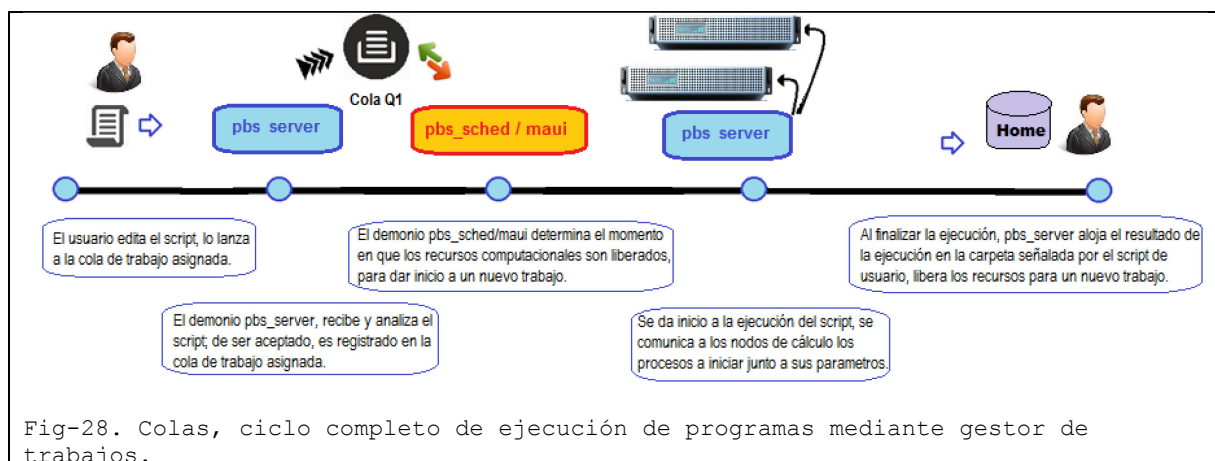 Cola Q1
pbs server
pbs_sched / maui
pbs server
Home
El usuario edita el script, lo lanza
a la cola de trabajo asignada.
El demonio pbs_server, recibe y analiza el
script; de ser aceptado, es registrado en la
cola de trabajo asignada.
El demonio pbs_sched/maui determina el momento
en que los recursos computacionales son liberados,
para dar inicio a un nuevo trabajo.
Se da inicio a la ejecución del script, se
comunica a los nodos de cálculo los
procesos a iniciar junto a sus parametros.
Al finalizar la ejecución, pbs_server aloja el resultado de
la ejecución en la carpeta señalada por el script de
usuario, libera los recursos para un nuevo trabajo.
Fig-28. Colas, ciclo completo de ejecución de programas mediante gestor de
trabajos.